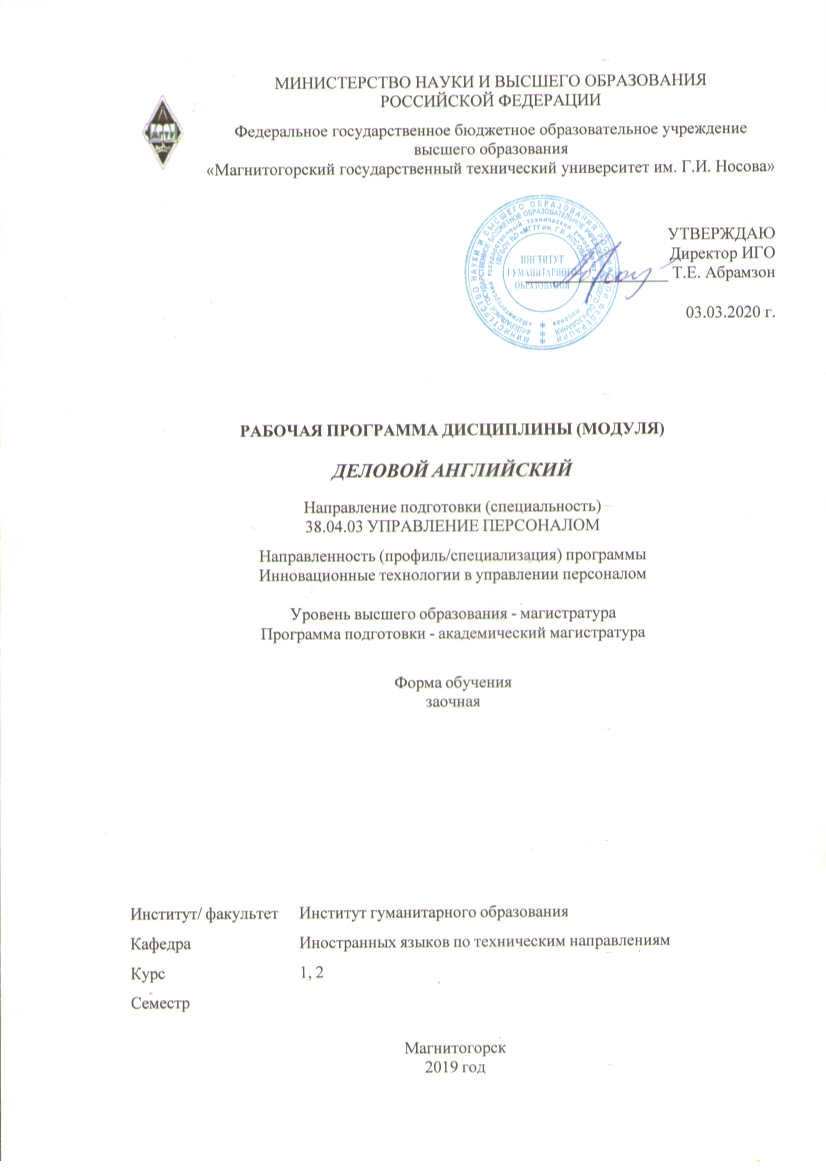 МИНИСТЕРСТВО НАУКИ И ВЫСШЕГО ОБРАЗОВАНИЯ
РОССИЙСКОЙ ФЕДЕРАЦИИ
Федеральное государственное бюджетное образовательное учреждение
высшего образования
«Магнитогорский государственный технический университет им. Г.И. Носова»
УТВЕРЖДАЮ
Директор ИГО
Т.Е. Абрамзон
03.03.2020 г.
ИНСТИТУТ
ГУМАНИТАРНОГО
ОБРАЗОВАНИЯ
РАБОЧАЯ ПРОГРАММА ДИСЦИПЛИНЫ (МОДУЛЯ)
ДЕЛОВОЙ АНГЛИЙСКИЙ
Направление подготовки (специальность)
38.04.03 УПРАВЛЕНИЕ ПЕРСОНАЛОМ
Направленность (профиль/специализация) программы
Инновационные технологии в управлении персоналом
Уровень высшего образования - магистратура
Программа подготовки - академический магистратура
Форма обучения
заочная
Институт/ факультет Институт гуманитарного образования
Кафедра Иностранных языков по техническим направлениям
Курс 1, 2
Семестр
Магнитогорск
2019 год